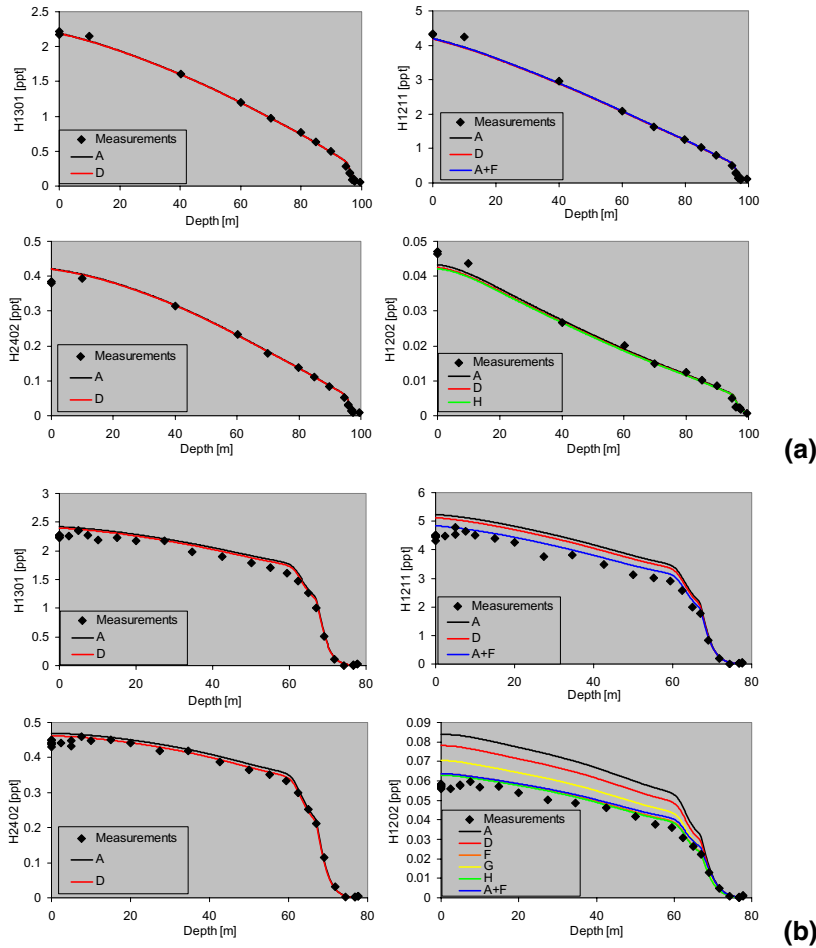 2.5
2
1.5
1
0.5
0
H1301 [ppt]
Measurements
A
D
0 20 40 60 80 100
Depth [m]
5
4
3
2
1
0
H1211 [ppt]
Measurements
A
D
A+F
0 20 40 60 80 100
Depth [m]
0.5
0.4
0.3
0.2
0.1
0
H2402 [ppt]
Measurements
A
D
0 20 40 60 80 100
Depth [m]
0.05
0.04
0.03
0.02
0.01
0
H1202 [ppt]
Measurements
A
D
H
0 20 40 60 80 100
Depth [m]
(a)
3
2.5
2
1.5
1
0.5
0
H1301 [ppt]
Measurements
A
D
0 20 40 60 80
Depth [m]
6
5
4
3
2
1
0
H1211 [ppt]
Measurements
A
D
A+F
0 20 40 60 80
Depth [m]
0.5
0.4
0.3
0.2
0.1
0
H2402 [ppt]
Measurements
A
D
0 20 40 60 80
Depth [m]
0.09
0.08
0.07
0.06
0.05
0.04
0.03
0.02
0.01
0
H1202 [ppt]
Measurements
A
D
F
G
H
A+F
0 20 40 60 80
Depth [m]
(b)